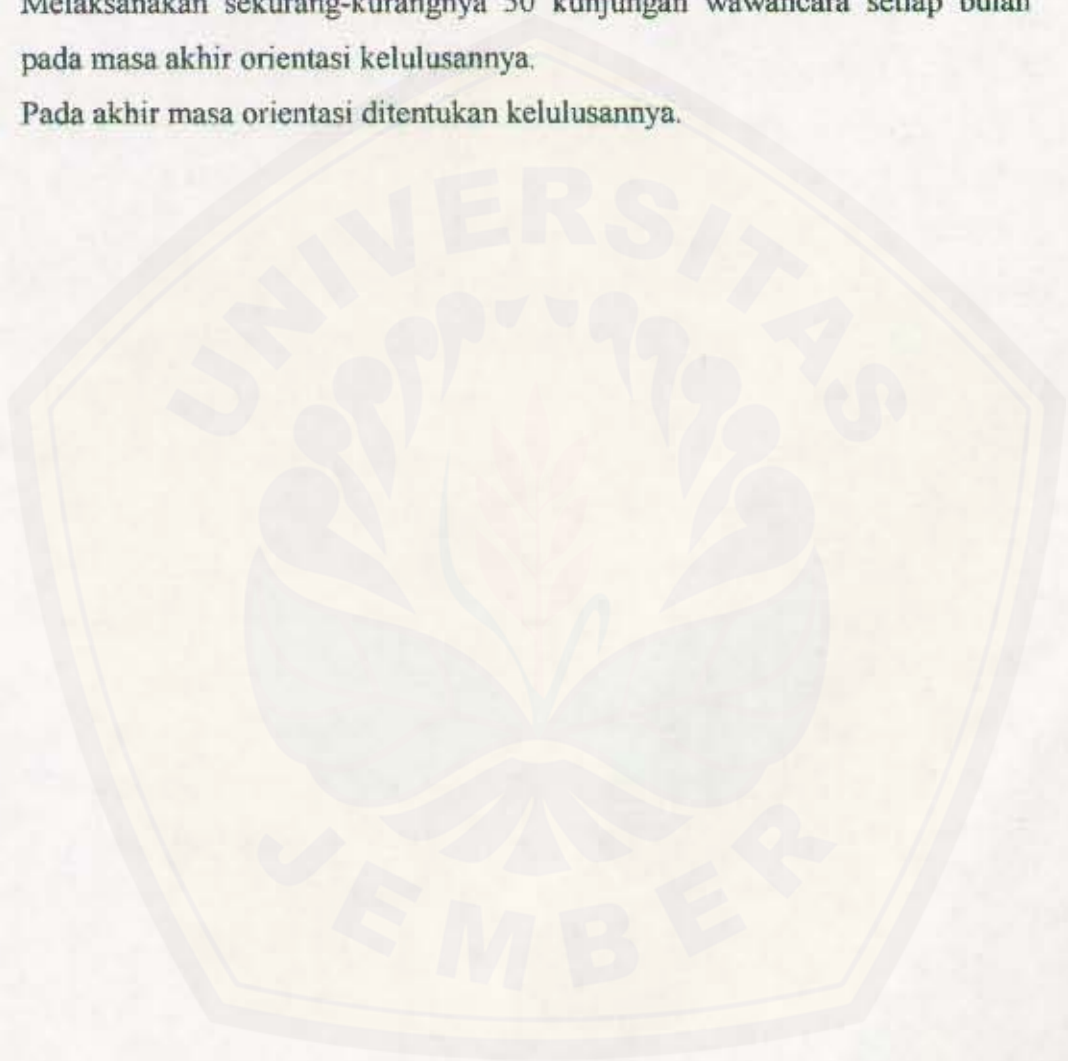 Melaksanakan sekurang-kurangnya 50 kunjungan wawancara setiap bulan
pada masa akhir orientasi kelulusannya.
Pada akhir masa orientasi ditentukan kelulusannya.
UNIVERSITAS
JEMBER